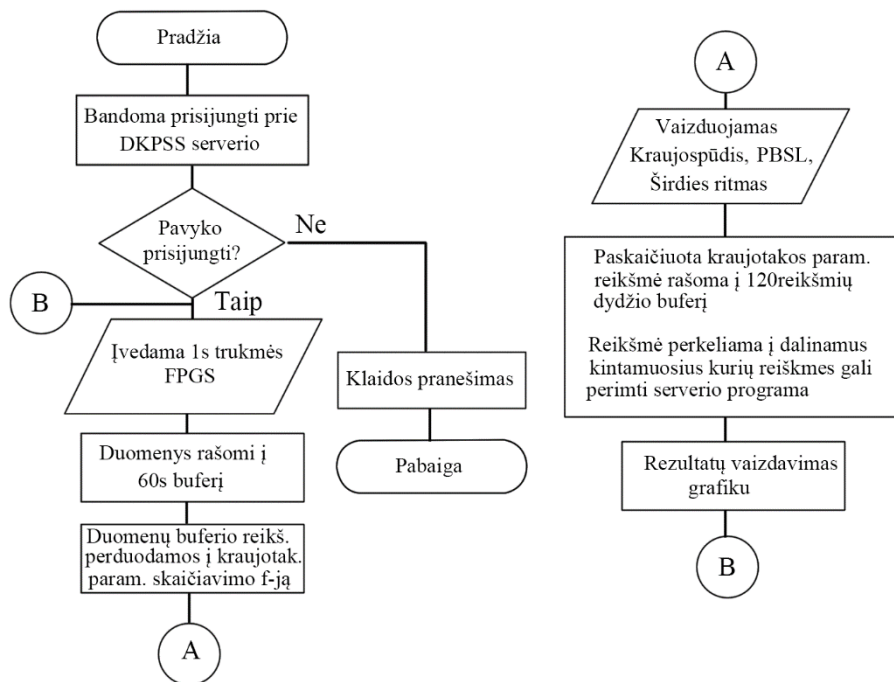 Pradžia
Bandoma prisijungti prie
DKPSS serverio
Pavyko
prisijungti?
Ne
B
Taip
Įvedama 1s trukmės
FPGS
Klaidos pranešimas
Pabaiga
Duomenys rašomi į
60s buferį
Duomenų buferio reikš.
perduodamos į kraujotak.
param. skaičiavimo f-ją
A
A
Vaizduojamas
Kraujospūdis, PBSL,
Širdies ritmas
Paskaičiuota kraujotakos param.
reikšmė rašoma į 120reikšmių
dydžio buferį
Reikšmė perkeliama į dalinamus
kintamuosius kurių reiškmes gali
perimti serverio programa
Rezultatų vaizdavimas
grafiku
B